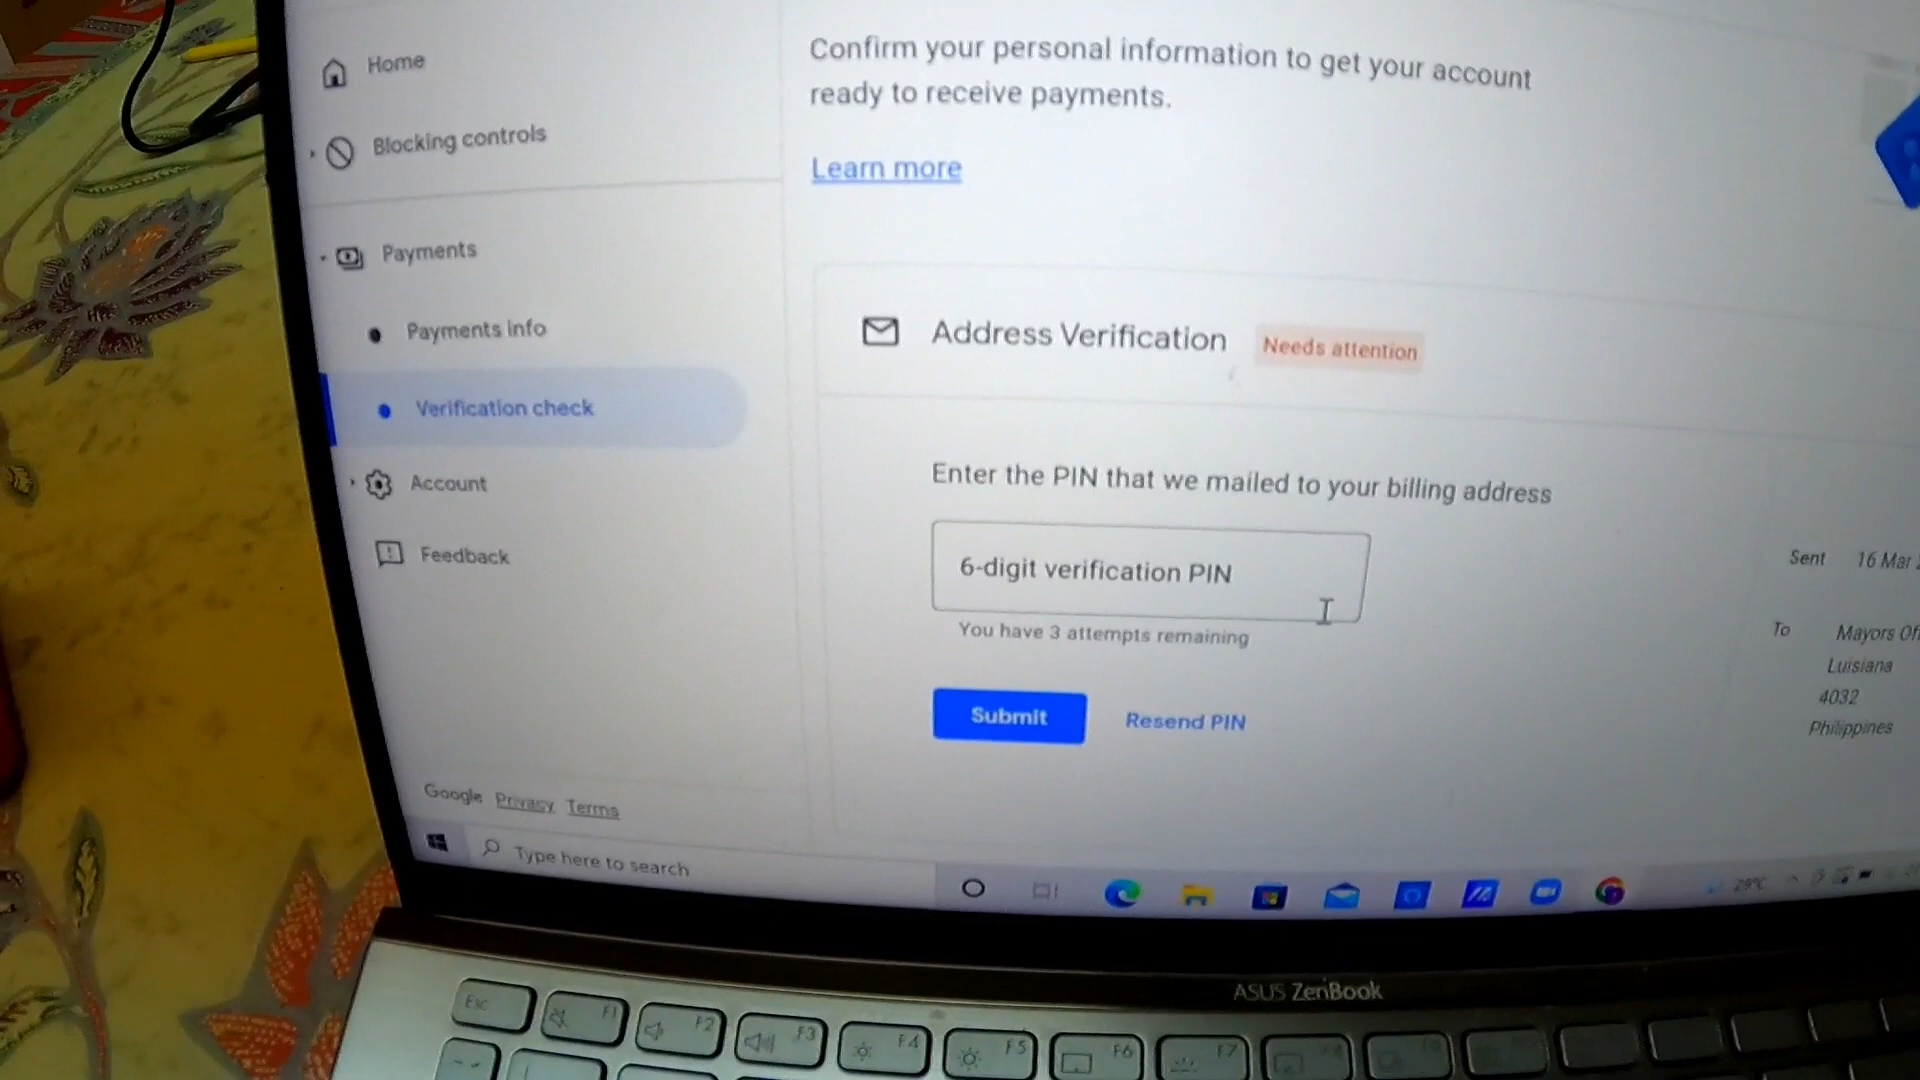 Home
Blocking controls
Payments
Payments info
Verification check
Account
Feedback
Google Privacy Terms
Confirm your personal information to get your account
ready to receive payments.
Learn more
Address Verification
Needs attention
Enter the PIN that we mailed to your billing address
6-digit verification PIN
You have 3 attempts remaining
Submit
Resend PIN
Sent 16 Mar
To Mayors
Luisiana
4032
Philippines
Type here to search
29°C
ASUS ZenBook
Esc
F1
F2
F3
F4
F5
F6
F7